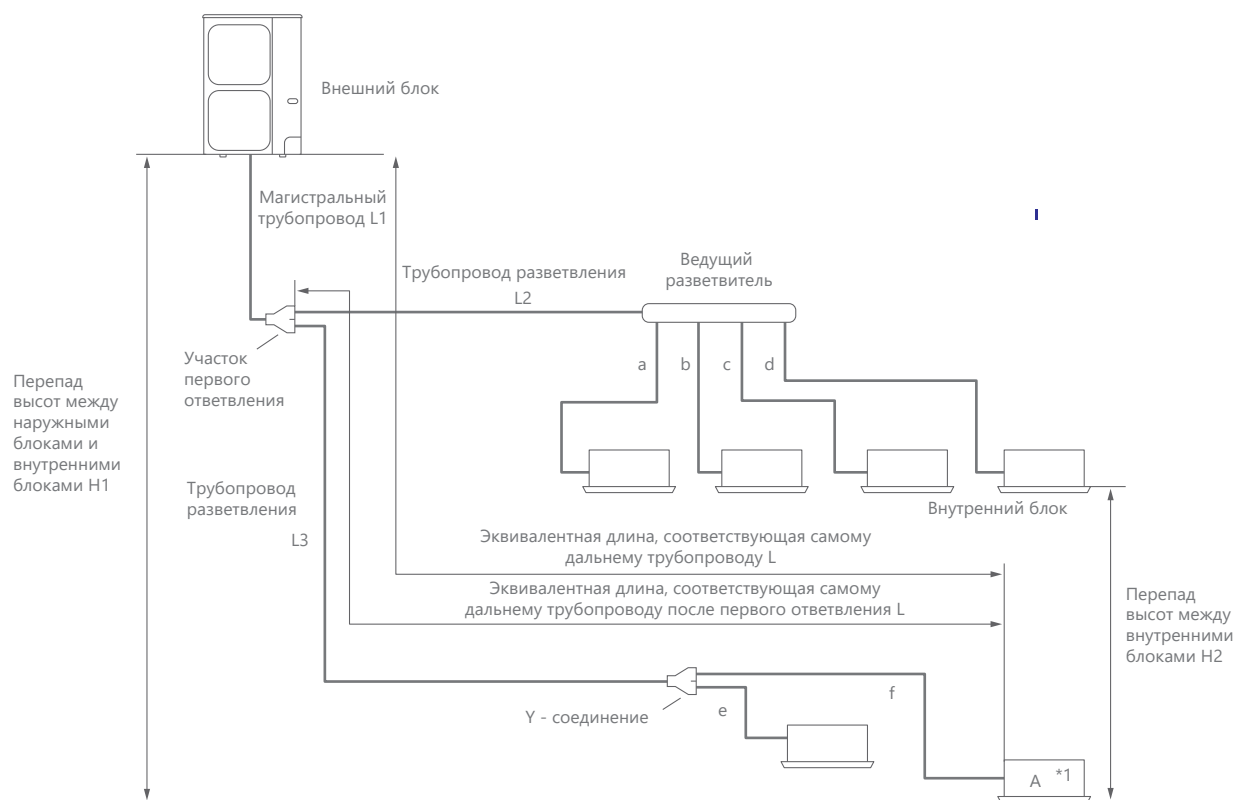 Внешний блок
Магистральный
трубопровод L1
Трубопровод разветвления
L2
Ведущий
разветвитель
Участок
первого
ответвления
a
b
c
d
Перепад
высот между
наружными
блоками и
внутренними
блоками H1
Трубопровод
разветвления
L3
Внутренний блок
Эквивалентная длина, соответствующая самому
дальнему трубопроводу L
Эквивалентная длина, соответствующая самому
дальнему трубопроводу после первого ответвления L
Перепад
высот между
внутренними
блоками H2
Y - соединение
e
f
A *1